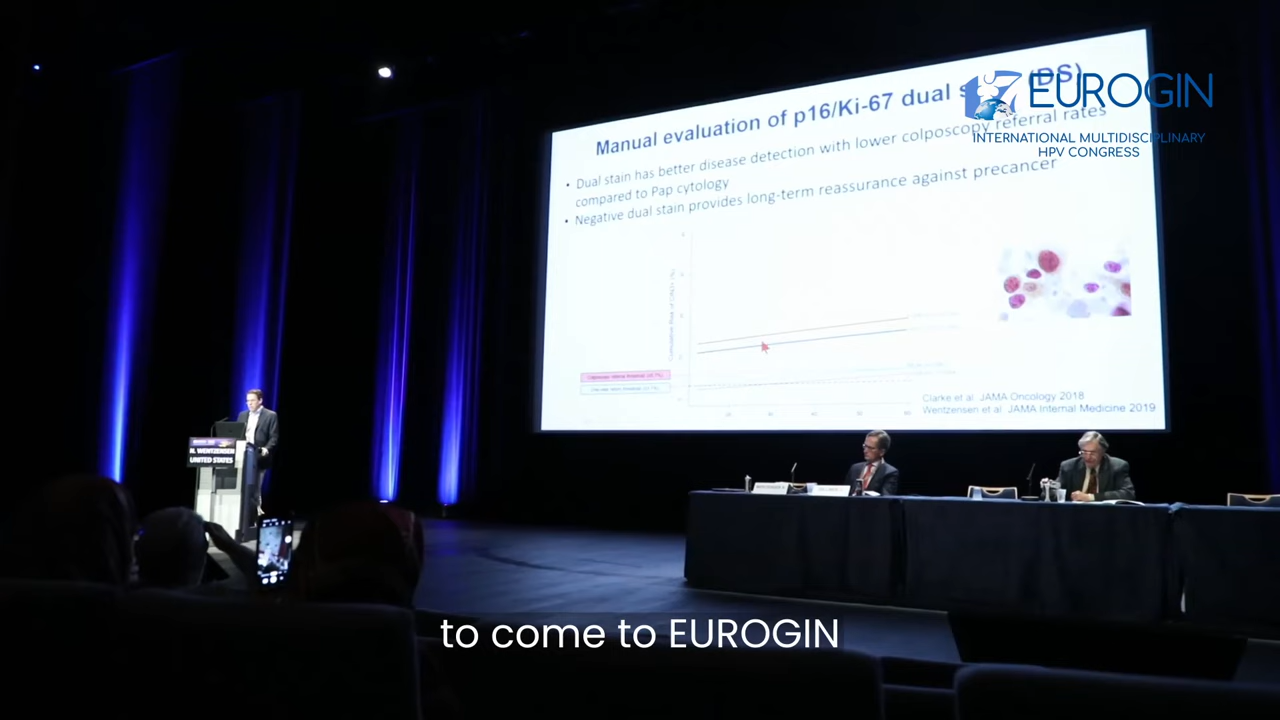 Manual evaluation of p16/Ki-67 dual (DS)
• Dual stain has better disease detection with lower colposcopy referral rates
compared to Pap cytology
• Negative dual stain provides long-term reassurance against precancer
EUROGIN
INTERNATIONAL MULTIDISCIPLINARY
HPV CONGRESS
Clarke et al. JAMA Oncology 2018
Wentzensen et al. JAMA Internal Medicine 2019
N. WENTZENSEN
UNITED STATES
to come to EUROGIN